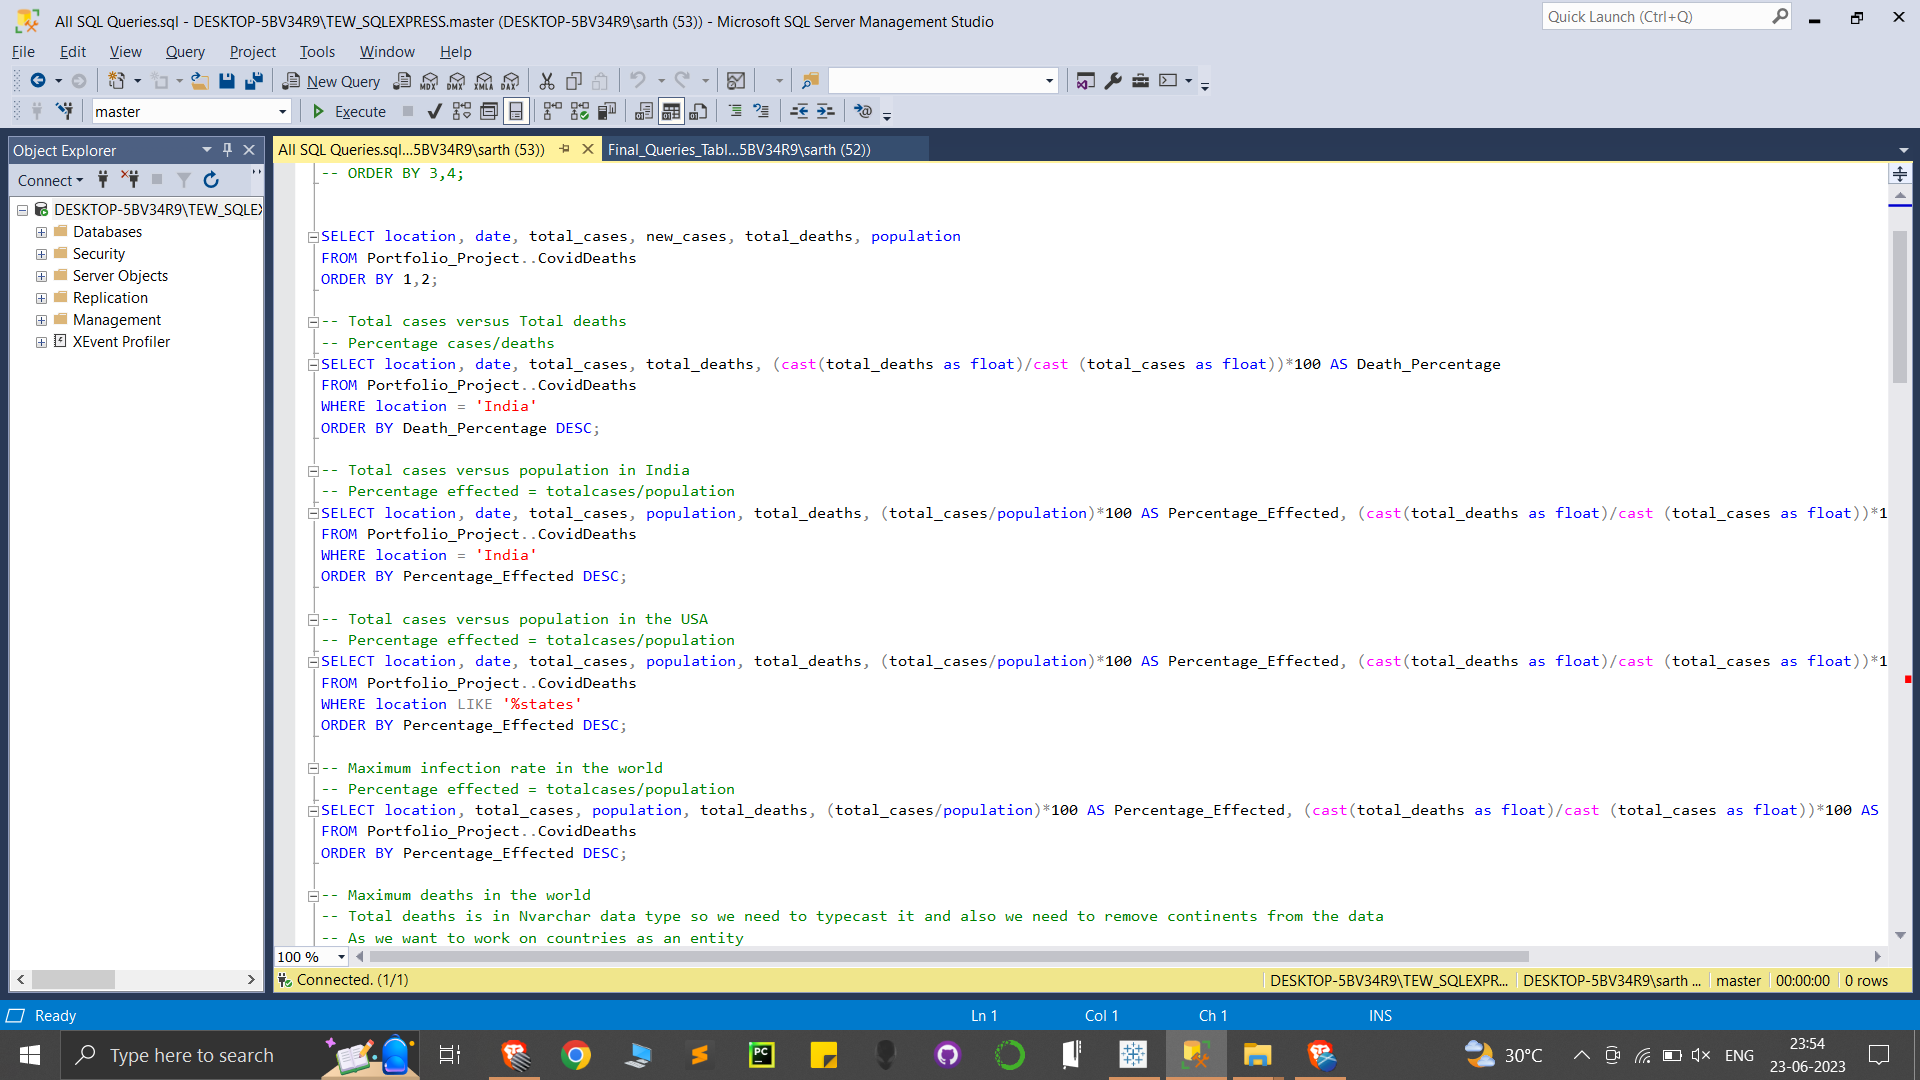 All SQL Queries.sql - DESKTOP-5BV34R9\TEW_SQLEXPRESS.master (DESKTOP-5BV34R9\sarth (53)) - Microsoft SQL Server Management Studio
Quick Launch (Ctrl+Q)
File Edit View Query Project Tools Window Help
New Query MDX DMX XMLA DAX
master Execute
Object Explorer
All SQL Queries.sql...5BV34R9\sarth (53))
Final_Queries_Tabl...5BV34R9\sarth (52))
Connect
DESKTOP-5BV34R9\TEW_SQLEX
Databases
Security
Server Objects
Replication
Management
XEvent Profiler
-- ORDER BY 3,4;
SELECT location, date, total_cases, new_cases, total_deaths, population
FROM Portfolio_Project..CovidDeaths
ORDER BY 1,2;
-- Total cases versus Total deaths
-- Percentage cases/deaths
SELECT location, date, total_cases, total_deaths, (cast(total_deaths as float)/cast (total_cases as float))*100 AS Death_Percentage
FROM Portfolio_Project..CovidDeaths
WHERE location = 'India'
ORDER BY Death_Percentage DESC;
-- Total cases versus population in India
-- Percentage effected = totalcases/population
SELECT location, date, total_cases, population, total_deaths, (total_cases/population)*100 AS Percentage_Effected, (cast(total_deaths as float)/cast (total_cases as float))*1
FROM Portfolio_Project..CovidDeaths
WHERE location = 'India'
ORDER BY Percentage_Effected DESC;
-- Total cases versus population in the USA
-- Percentage effected = totalcases/population
SELECT location, date, total_cases, population, total_deaths, (total_cases/population)*100 AS Percentage_Effected, (cast(total_deaths as float)/cast (total_cases as float))*1
FROM Portfolio_Project..CovidDeaths
WHERE location LIKE '%states'
ORDER BY Percentage_Effected DESC;
-- Maximum infection rate in the world
-- Percentage effected = totalcases/population
SELECT location, total_cases, population, total_deaths, (total_cases/population)*100 AS Percentage_Effected, (cast(total_deaths as float)/cast (total_cases as float))*100 AS
FROM Portfolio_Project..CovidDeaths
ORDER BY Percentage_Effected DESC;
-- Maximum deaths in the world
-- Total deaths is in Nvarchar data type so we need to typecast it and also we need to remove continents from the data
-- As we want to work on countries as an entity
100 %
Connected. (1/1)
DESKTOP-5BV34R9\TEW_SQLEXPR... DESKTOP-5BV34R9\sarth ... master 00:00:00 0 rows
Ready Ln 1 Col 1 Ch 1 INS
Type here to search
PC
30°C
ENG
23:54
23-06-2023